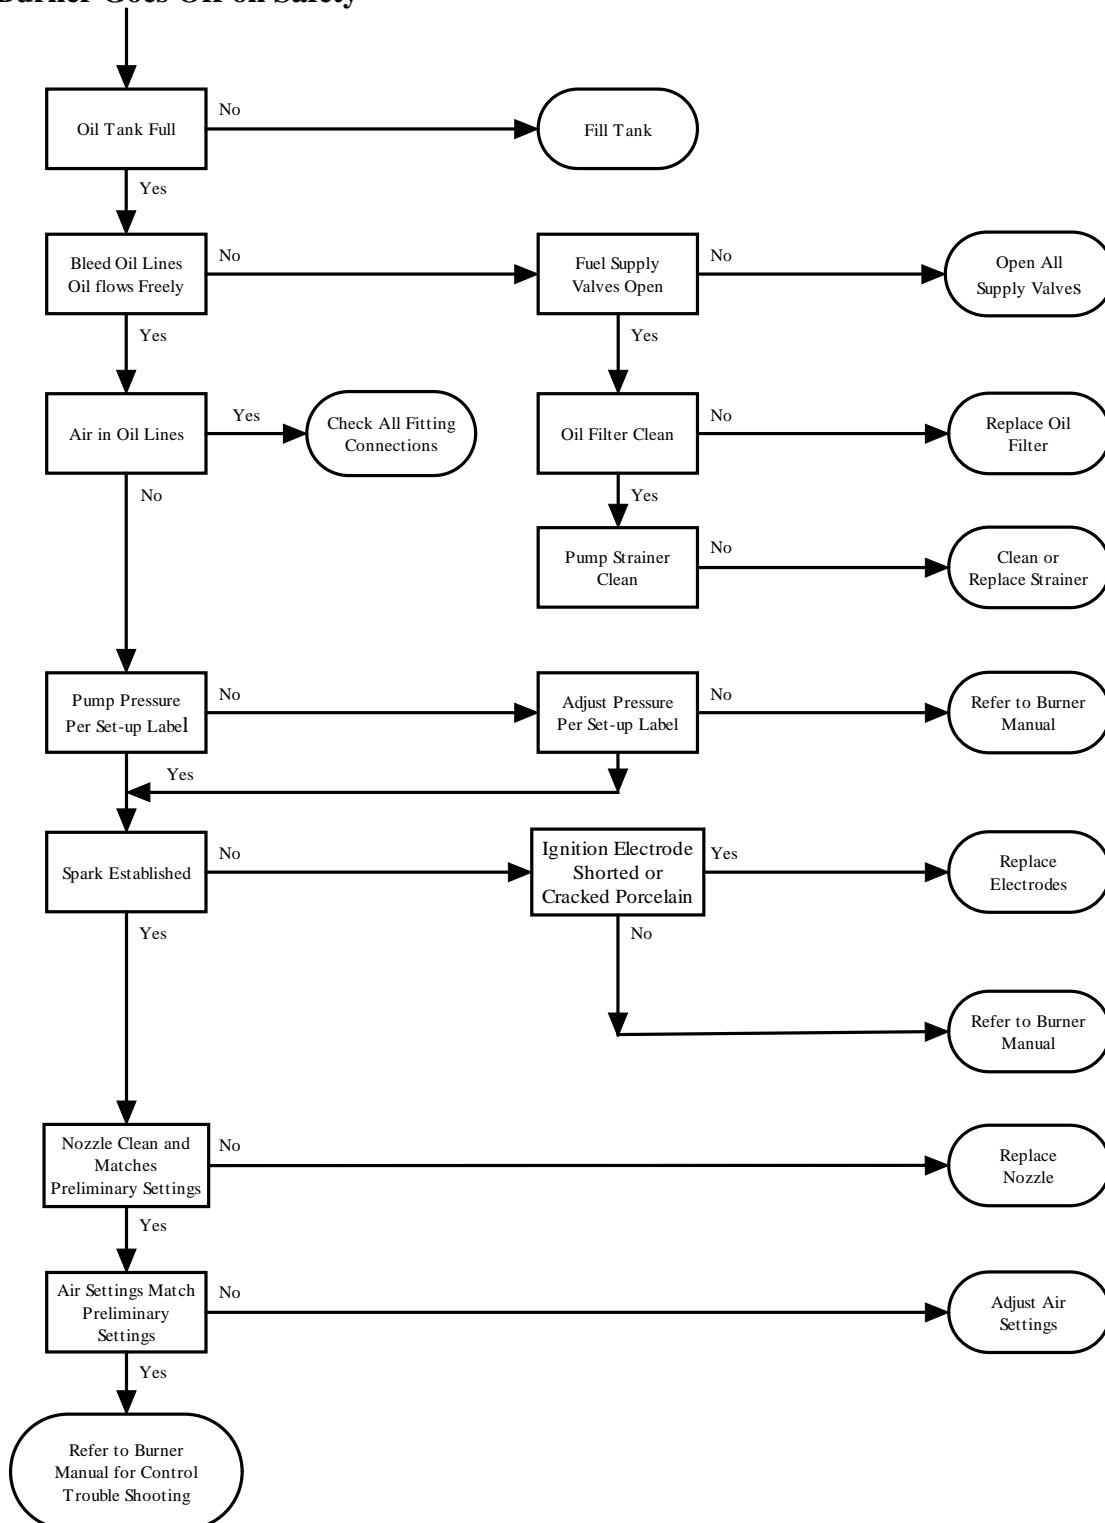 Burner Goes Off on Safety
Oil Tank Full
No
Fill Tank
Yes
Bleed Oil Lines
Oil flows Freely
No
Fuel Supply
Valves Open
No
Open All
Supply Valves
Yes
Yes
Air in Oil Lines
Yes
Check All Fitting
Connections
Oil Filter Clean
No
Replace Oil
Filter
No
Yes
Pump Strainer
Clean
No
Clean or
Replace Strainer
Pump Pressure
Per Set-up Label
No
Adjust Pressure
Per Set-up Label
No
Refer to Burner
Manual
Yes
Spark Established
No
Ignition Electrode
Shorted or
Cracked Porcelain
Yes
Replace
Electrodes
Yes
No
Refer to Burner
Manual
Nozzle Clean and
Matches
Preliminary Settings
No
Replace
Nozzle
Yes
Air Settings Match
Preliminary
Settings
No
Adjust Air
Settings
Yes
Refer to Burner
Manual for Control
Trouble Shooting